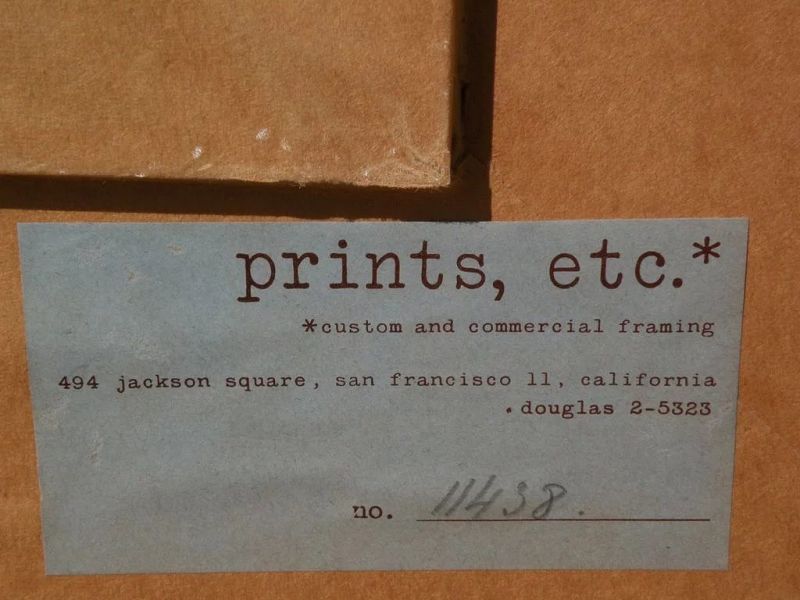 prints, etc.*
*custom and commercial framing
494 jackson square, san francisco 11, california
. douglas 2-5323
no. 11438.